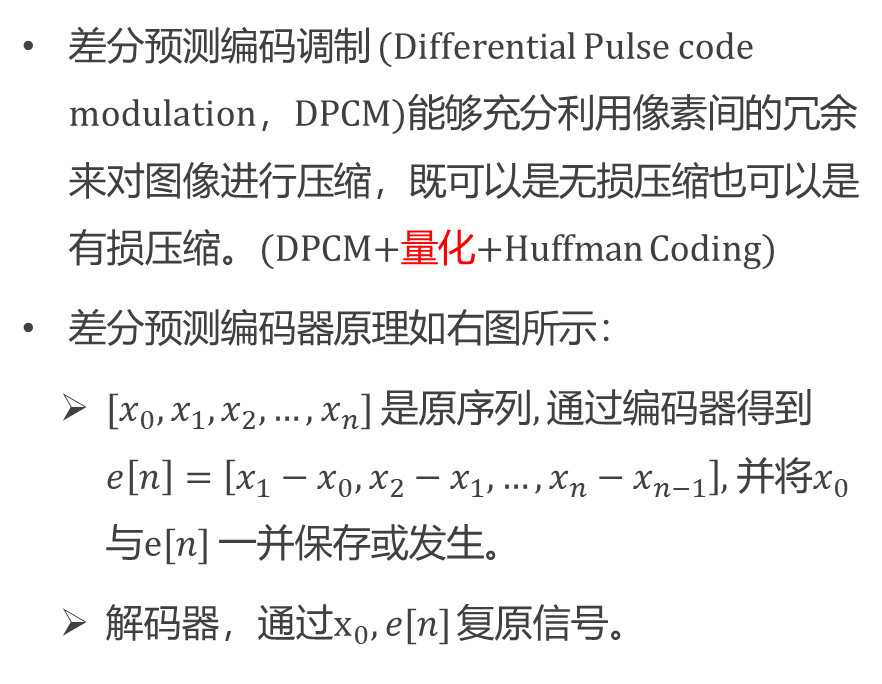 • 差分预测编码调制 (Differential Pulse code
modulation，DPCM)能够充分利用像素间的冗余
来对图像进行压缩，既可以是无损压缩也可以是
有损压缩。(DPCM+量化+Huffman Coding)
• 差分预测编码器原理如右图所示：
➢ [x₀, x₁, x₂, … , xₙ] 是原序列, 通过编码器得到
e[n] = [x₁ − x₀, x₂ − x₁, … , xₙ − xₙ₋₁], 并将x₀
与e[n] 一并保存或发生。
➢ 解码器，通过x₀, e[n] 复原信号。